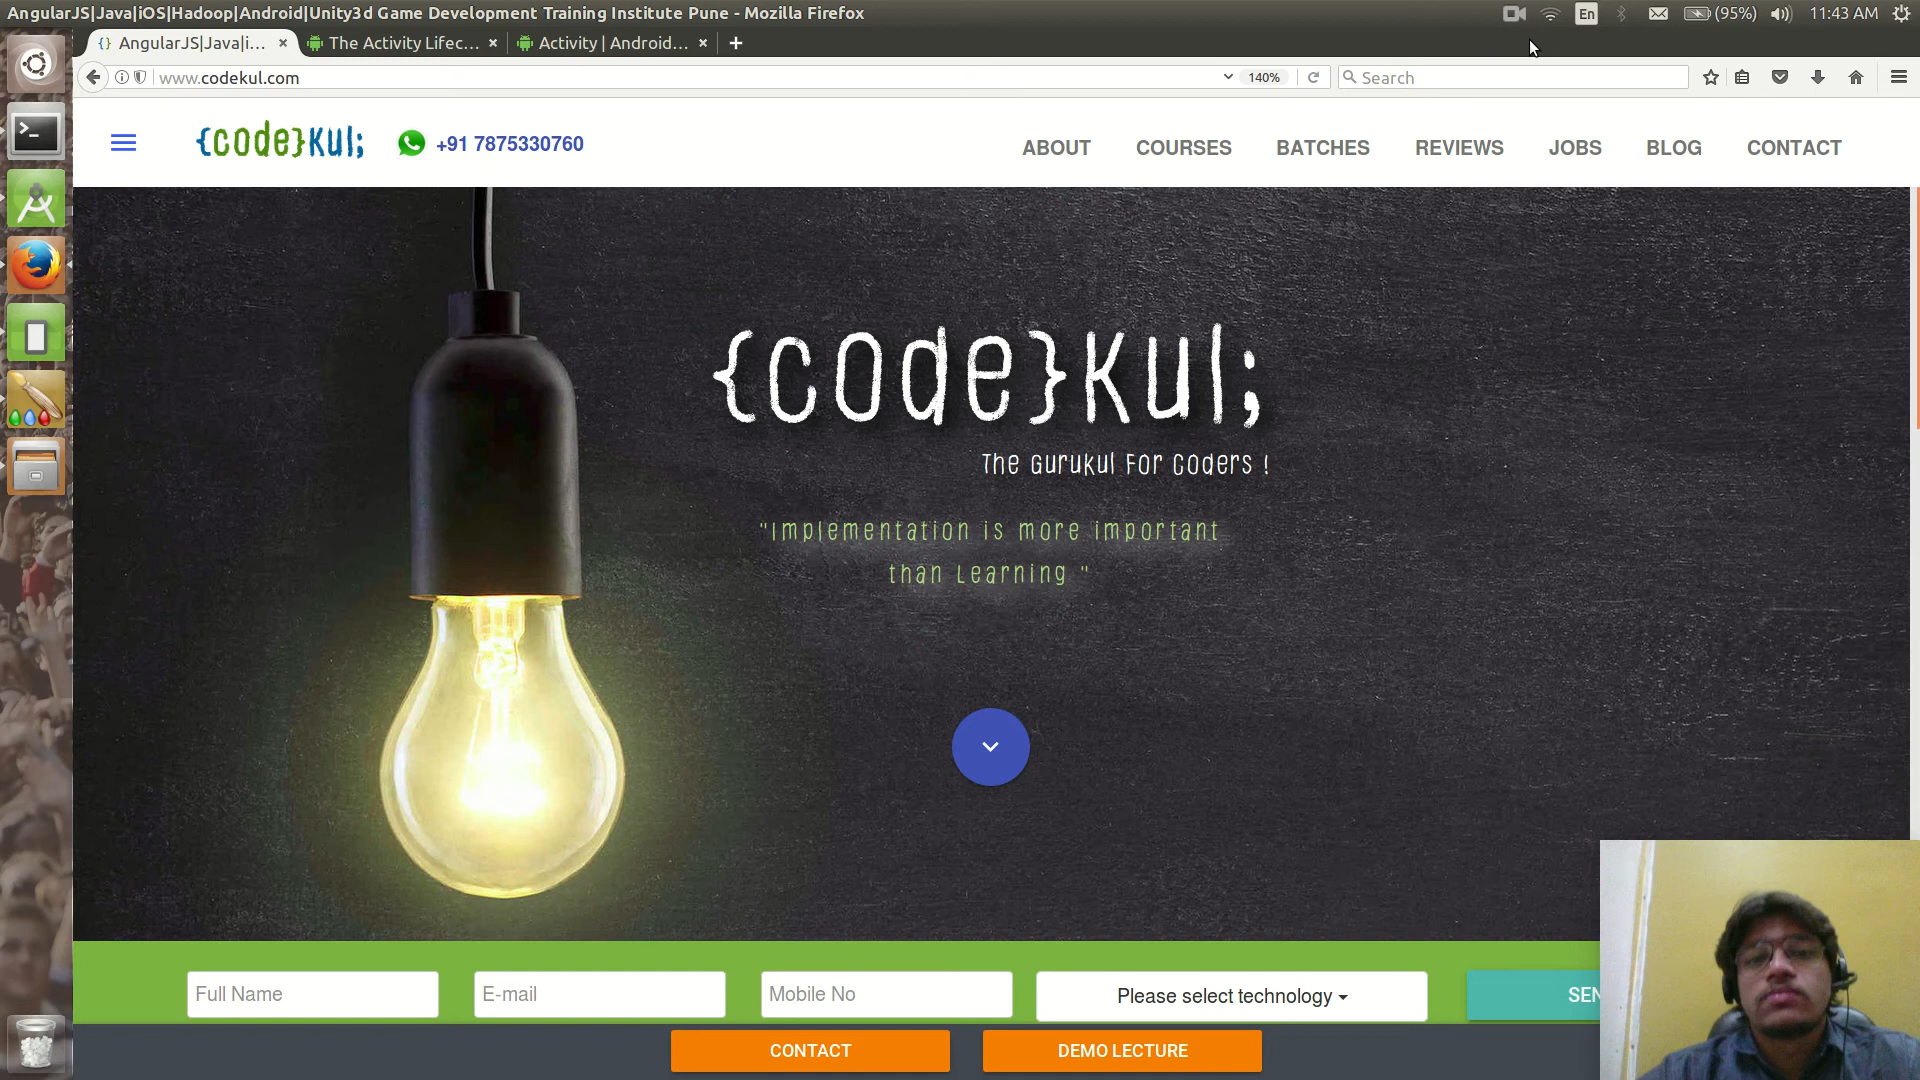 AngularJS|Java|iOS|Hadoop|Android|Unity3d Game Development Training Institute Pune - Mozilla Firefox
En
(95%)
11:43 AM
{} AngularJS|Java|i... ×
The Activity Lifec... ×
Activity | Android... ×
+
www.codekul.com
140%
Search
{code}kul;
+91 7875330760
ABOUT
COURSES
BATCHES
REVIEWS
JOBS
BLOG
CONTACT
{code}kul;
The Gurukul For Coders !
"Implementation is more important
than Learning "
Full Name
E-mail
Mobile No
Please select technology
SEN
CONTACT
DEMO LECTURE